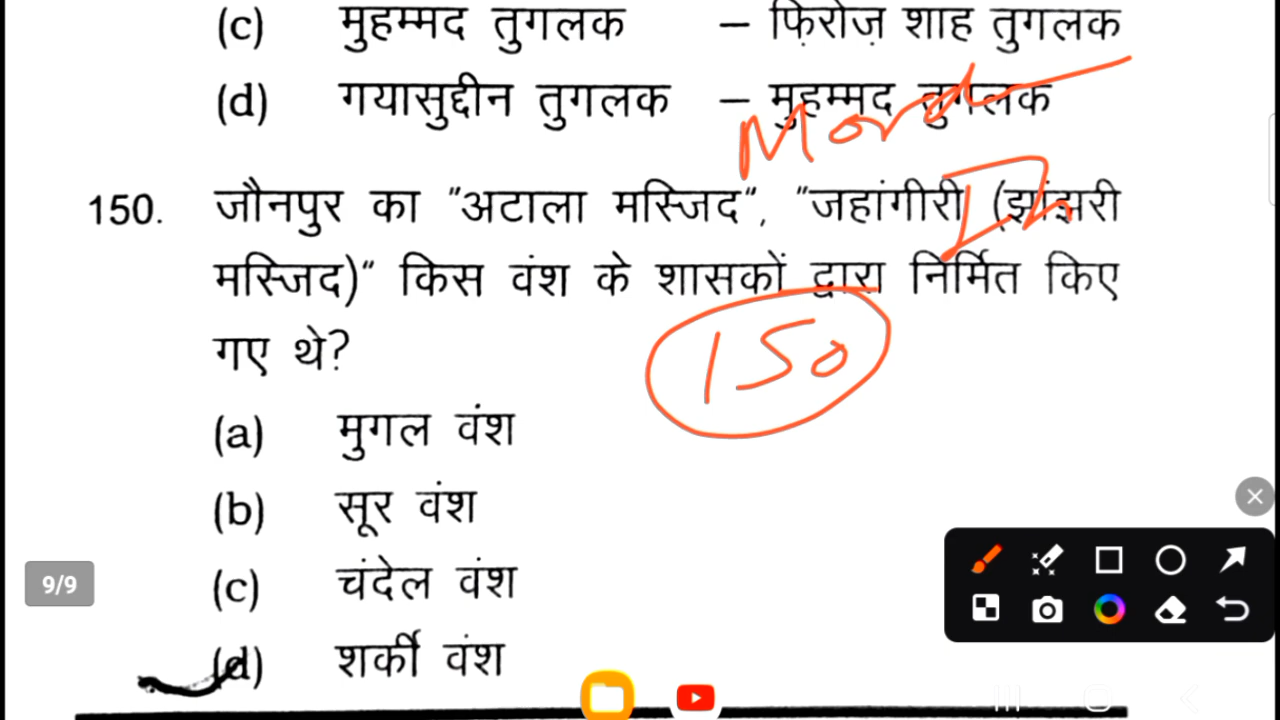 (c) मुहम्मद तुगलक – फ़िरोज़ शाह तुगलक
(d) गयासुद्दीन तुगलक – मुहम्मद तुगलक
150. जौनपुर का "अटाला मस्जिद", "जहांगीरी (झांझरी
मस्जिद)" किस वंश के शासकों द्वारा निर्मित किए
गए थे?
150
(a) मुगल वंश
(b) सूर वंश
(c) चंदेल वंश
(d) शर्की वंश
9/9